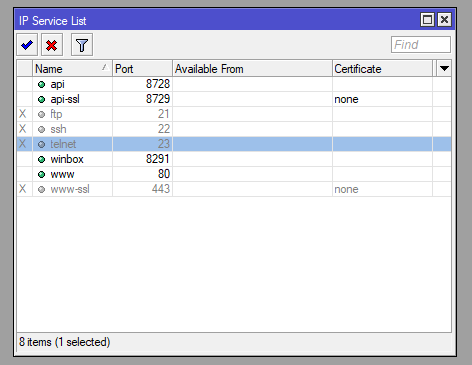 IP Service List
Find
Name Port Available From Certificate
api 8728
api-ssl 8729 none
X ftp 21
X ssh 22
X telnet 23
winbox 8291
www 80
X www-ssl 443 none
8 items (1 selected)